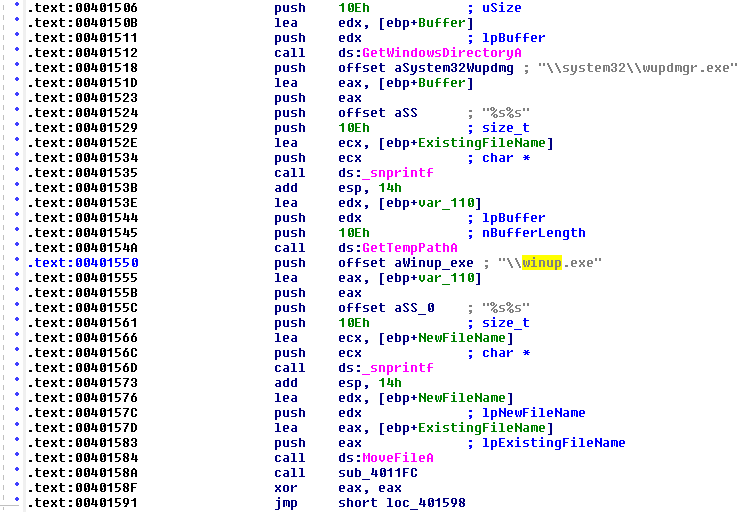 .text:00401506 push 10Eh ; uSize
.text:0040150B lea edx, [ebp+Buffer]
.text:00401511 push edx ; lpBuffer
.text:00401512 call ds:GetWindowsDirectoryA
.text:00401518 push offset aSystem32Wupdmg ; "\\system32\\wupdmgr.exe"
.text:0040151D lea eax, [ebp+Buffer]
.text:00401523 push eax
.text:00401524 push offset aSS ; "%s%s"
.text:00401529 push 10Eh ; size_t
.text:0040152E lea ecx, [ebp+ExistingFileName]
.text:00401534 push ecx ; char *
.text:00401535 call ds:_snprintf
.text:0040153B add esp, 14h
.text:0040153E lea edx, [ebp+var_110]
.text:00401544 push edx ; lpBuffer
.text:00401545 push 10Eh ; nBufferLength
.text:0040154A call ds:GetTempPathA
.text:00401550 push offset aWinup_exe ; "\\winup.exe"
.text:00401555 lea eax, [ebp+var_110]
.text:0040155B push eax
.text:0040155C push offset aSS_0 ; "%s%s"
.text:00401561 push 10Eh ; size_t
.text:00401566 lea ecx, [ebp+NewFileName]
.text:0040156C push ecx ; char *
.text:0040156D call ds:_snprintf
.text:00401573 add esp, 14h
.text:00401576 lea edx, [ebp+NewFileName]
.text:0040157C push edx ; lpNewFileName
.text:0040157D lea eax, [ebp+ExistingFileName]
.text:00401583 push eax ; lpExistingFileName
.text:00401584 call ds:MoveFileA
.text:0040158A call sub_4011FC
.text:0040158F xor eax, eax
.text:00401591 jmp short loc_401598